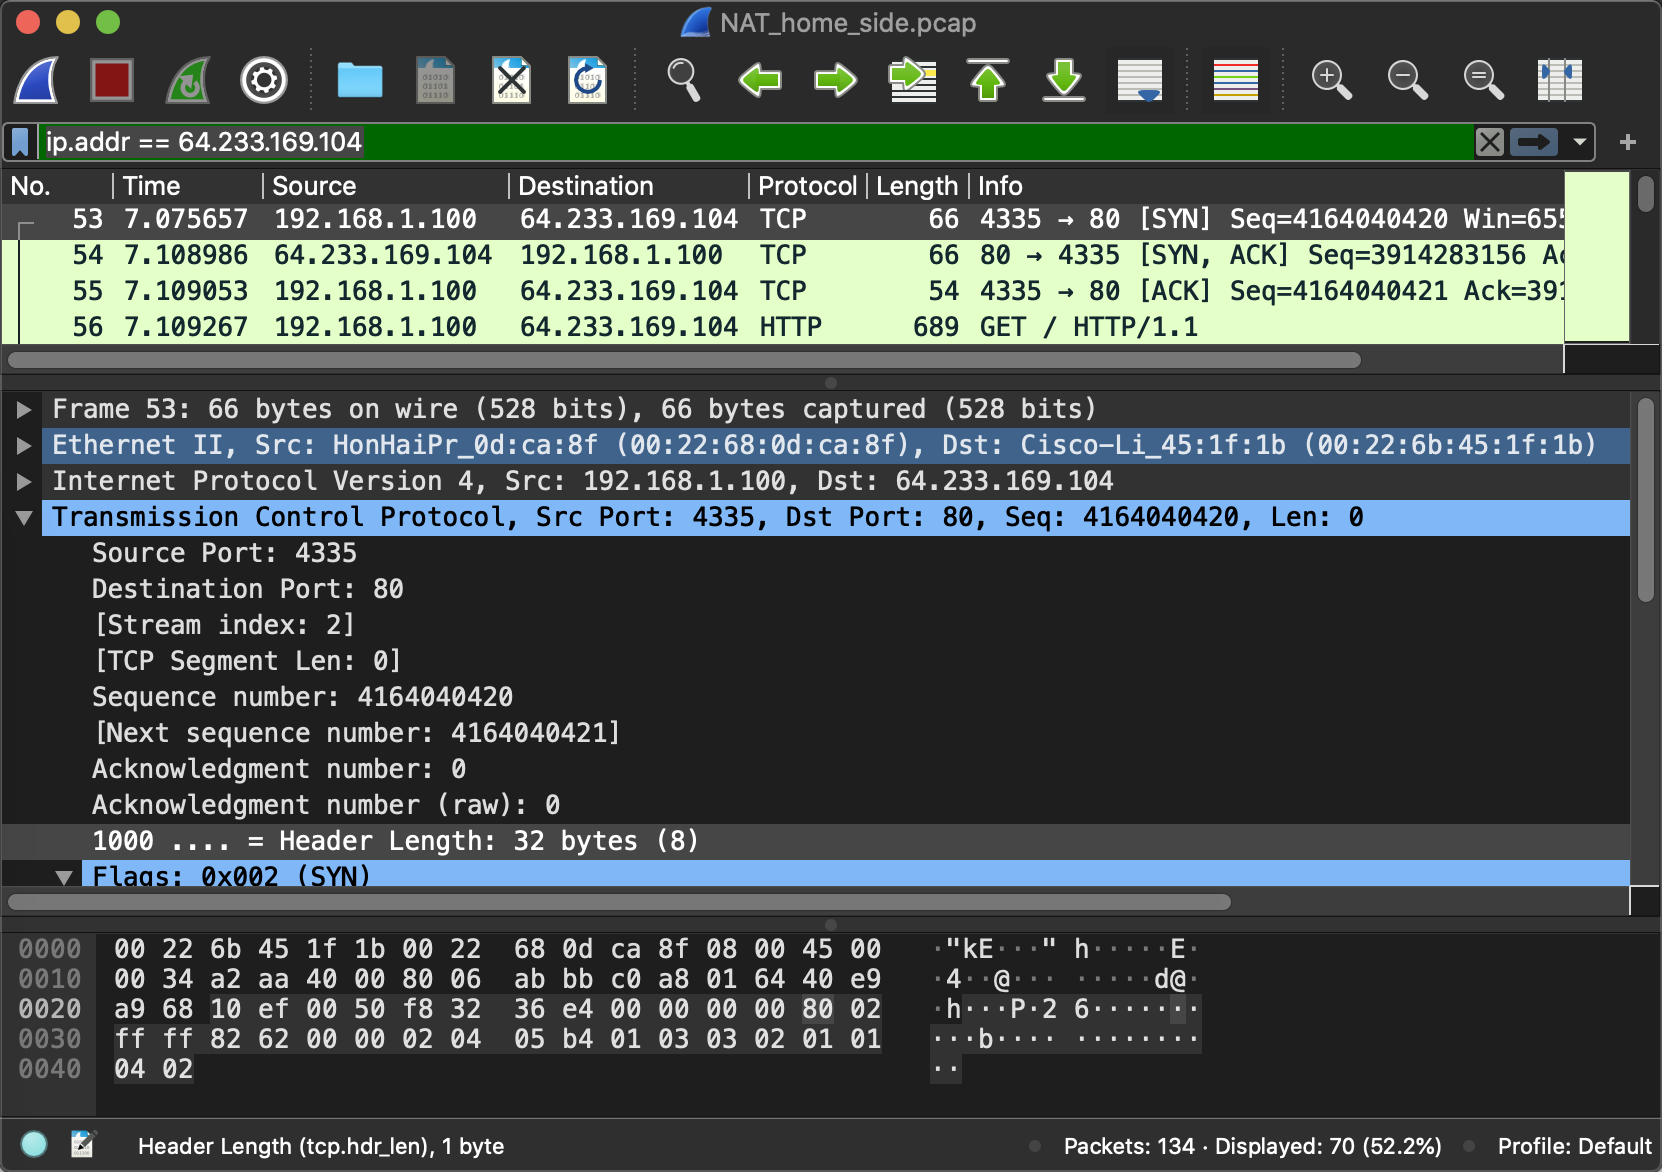 NAT_home_side.pcap
ip.addr == 64.233.169.104
No. Time Source Destination Protocol Length Info
53 7.075657 192.168.1.100 64.233.169.104 TCP 66 4335 → 80 [SYN] Seq=4164040420 Win=655
54 7.108986 64.233.169.104 192.168.1.100 TCP 66 80 → 4335 [SYN, ACK] Seq=3914283156 Ac
55 7.109053 192.168.1.100 64.233.169.104 TCP 54 4335 → 80 [ACK] Seq=4164040421 Ack=391
56 7.109267 192.168.1.100 64.233.169.104 HTTP 689 GET / HTTP/1.1
Frame 53: 66 bytes on wire (528 bits), 66 bytes captured (528 bits)
Ethernet II, Src: HonHaiPr_0d:ca:8f (00:22:68:0d:ca:8f), Dst: Cisco-Li_45:1f:1b (00:22:6b:45:1f:1b)
Internet Protocol Version 4, Src: 192.168.1.100, Dst: 64.233.169.104
Transmission Control Protocol, Src Port: 4335, Dst Port: 80, Seq: 4164040420, Len: 0
Source Port: 4335
Destination Port: 80
[Stream index: 2]
[TCP Segment Len: 0]
Sequence number: 4164040420
[Next sequence number: 4164040421]
Acknowledgment number: 0
Acknowledgment number (raw): 0
1000 .... = Header Length: 32 bytes (8)
Flags: 0x002 (SYN)
0000 00 22 6b 45 1f 1b 00 22 68 0d ca 8f 08 00 45 00 ·"kE···" h·····E·
0010 00 34 a2 aa 40 00 80 06 ab bb c0 a8 01 64 40 e9 ·4··@··· ·····d@·
0020 a9 68 10 ef 00 50 f8 32 36 e4 00 00 00 00 80 02 ·h···P·2 6·······
0030 ff ff 82 62 00 00 02 04 05 b4 01 03 03 02 01 01 ···b···· ········
0040 04 02 ··
Header Length (tcp.hdr_len), 1 byte
Packets: 134 · Displayed: 70 (52.2%)
Profile: Default